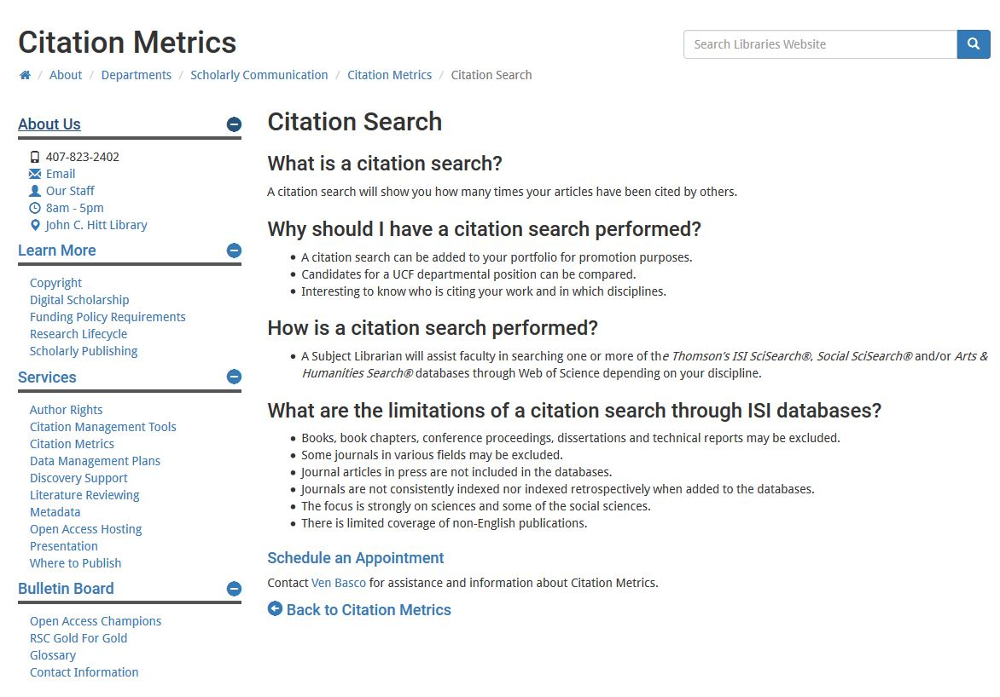 Citation Metrics
Search Libraries Website
/ About / Departments / Scholarly Communication / Citation Metrics / Citation Search
About Us
407-823-2402
Email
Our Staff
8am - 5pm
John C. Hitt Library
Learn More
Copyright
Digital Scholarship
Funding Policy Requirements
Research Lifecycle
Scholarly Publishing
Services
Author Rights
Citation Management Tools
Citation Metrics
Data Management Plans
Discovery Support
Literature Reviewing
Metadata
Open Access Hosting
Presentation
Where to Publish
Bulletin Board
Open Access Champions
RSC Gold For Gold
Glossary
Contact Information
Citation Search
What is a citation search?
A citation search will show you how many times your articles have been cited by others.
Why should I have a citation search performed?
• A citation search can be added to your portfolio for promotion purposes.
• Candidates for a UCF departmental position can be compared.
• Interesting to know who is citing your work and in which disciplines.
How is a citation search performed?
• A Subject Librarian will assist faculty in searching one or more of the Thomson's ISI SciSearch®, Social SciSearch® and/or Arts &
Humanities Search® databases through Web of Science depending on your discipline.
What are the limitations of a citation search through ISI databases?
• Books, book chapters, conference proceedings, dissertations and technical reports may be excluded.
• Some journals in various fields may be excluded.
• Journal articles in press are not included in the databases.
• Journals are not consistently indexed nor indexed retrospectively when added to the databases.
• The focus is strongly on sciences and some of the social sciences.
• There is limited coverage of non-English publications.
Schedule an Appointment
Contact Ven Basco for assistance and information about Citation Metrics.
Back to Citation Metrics